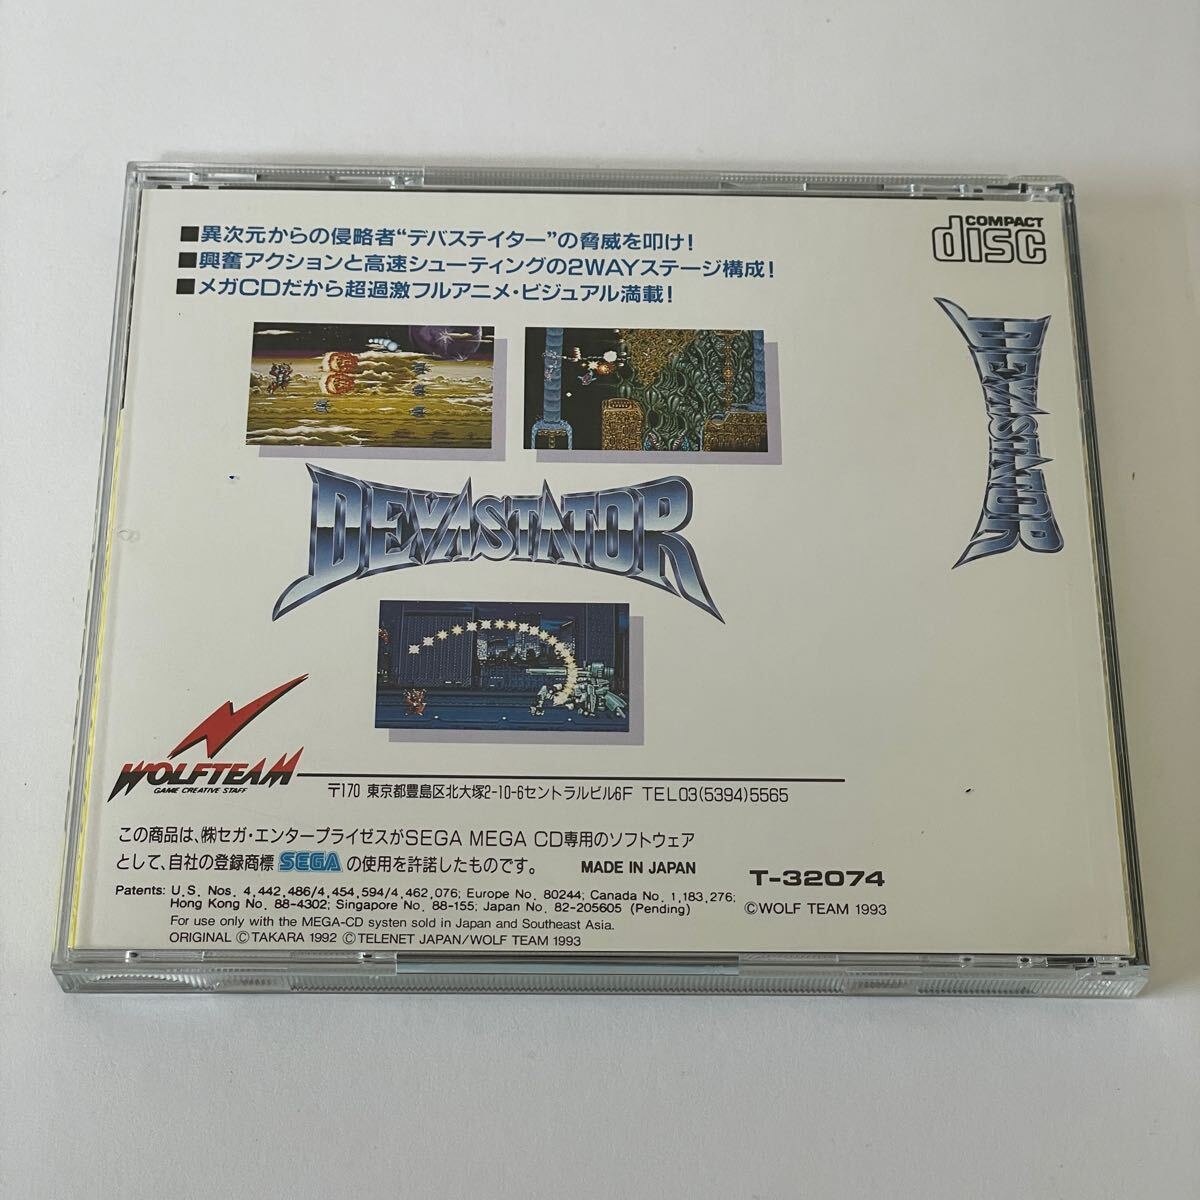 ■異次元からの侵略者“デバステイター”の脅威を叩け!
■興奮アクションと高速シューティングの2WAYステージ構成!
■メガCDだから超過激フルアニメ・ビジュアル満載!
COMPACT
disc
DEVASTATOR
DEVASTATOR
WOLFTEAM
GAME CREATIVE STAFF
〒170 東京都豊島区北大塚2-10-6セントラルビル6F TEL03(5394)5565
この商品は、㈱セガ・エンタープライゼスがSEGA MEGA CD専用のソフトウェア
として、自社の登録商標 SEGA の使用を許諾したものです。 MADE IN JAPAN
T-32074
Patents: U.S. Nos. 4,442,486/4,454,594/4,462,076; Europe No. 80244; Canada No. 1,183,276;
Hong Kong No. 88-4302; Singapore No. 88-155; Japan No. 82-205605 (Pending)
©WOLF TEAM 1993
For use only with the MEGA-CD systen sold in Japan and Southeast Asia.
ORIGINAL ©TAKARA 1992 ©TELENET JAPAN/WOLF TEAM 1993